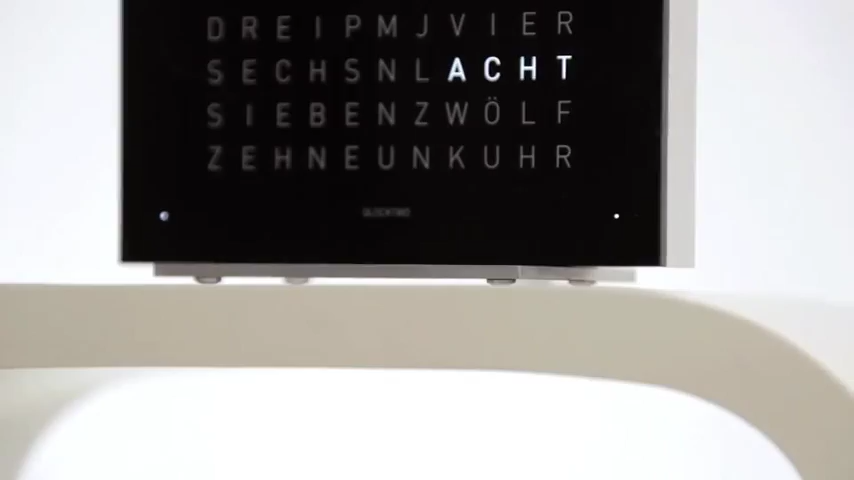 DREIPMJVIER
SECHSNLACHT
SIEBENZWÖLF
ZEHNEUNKUHR